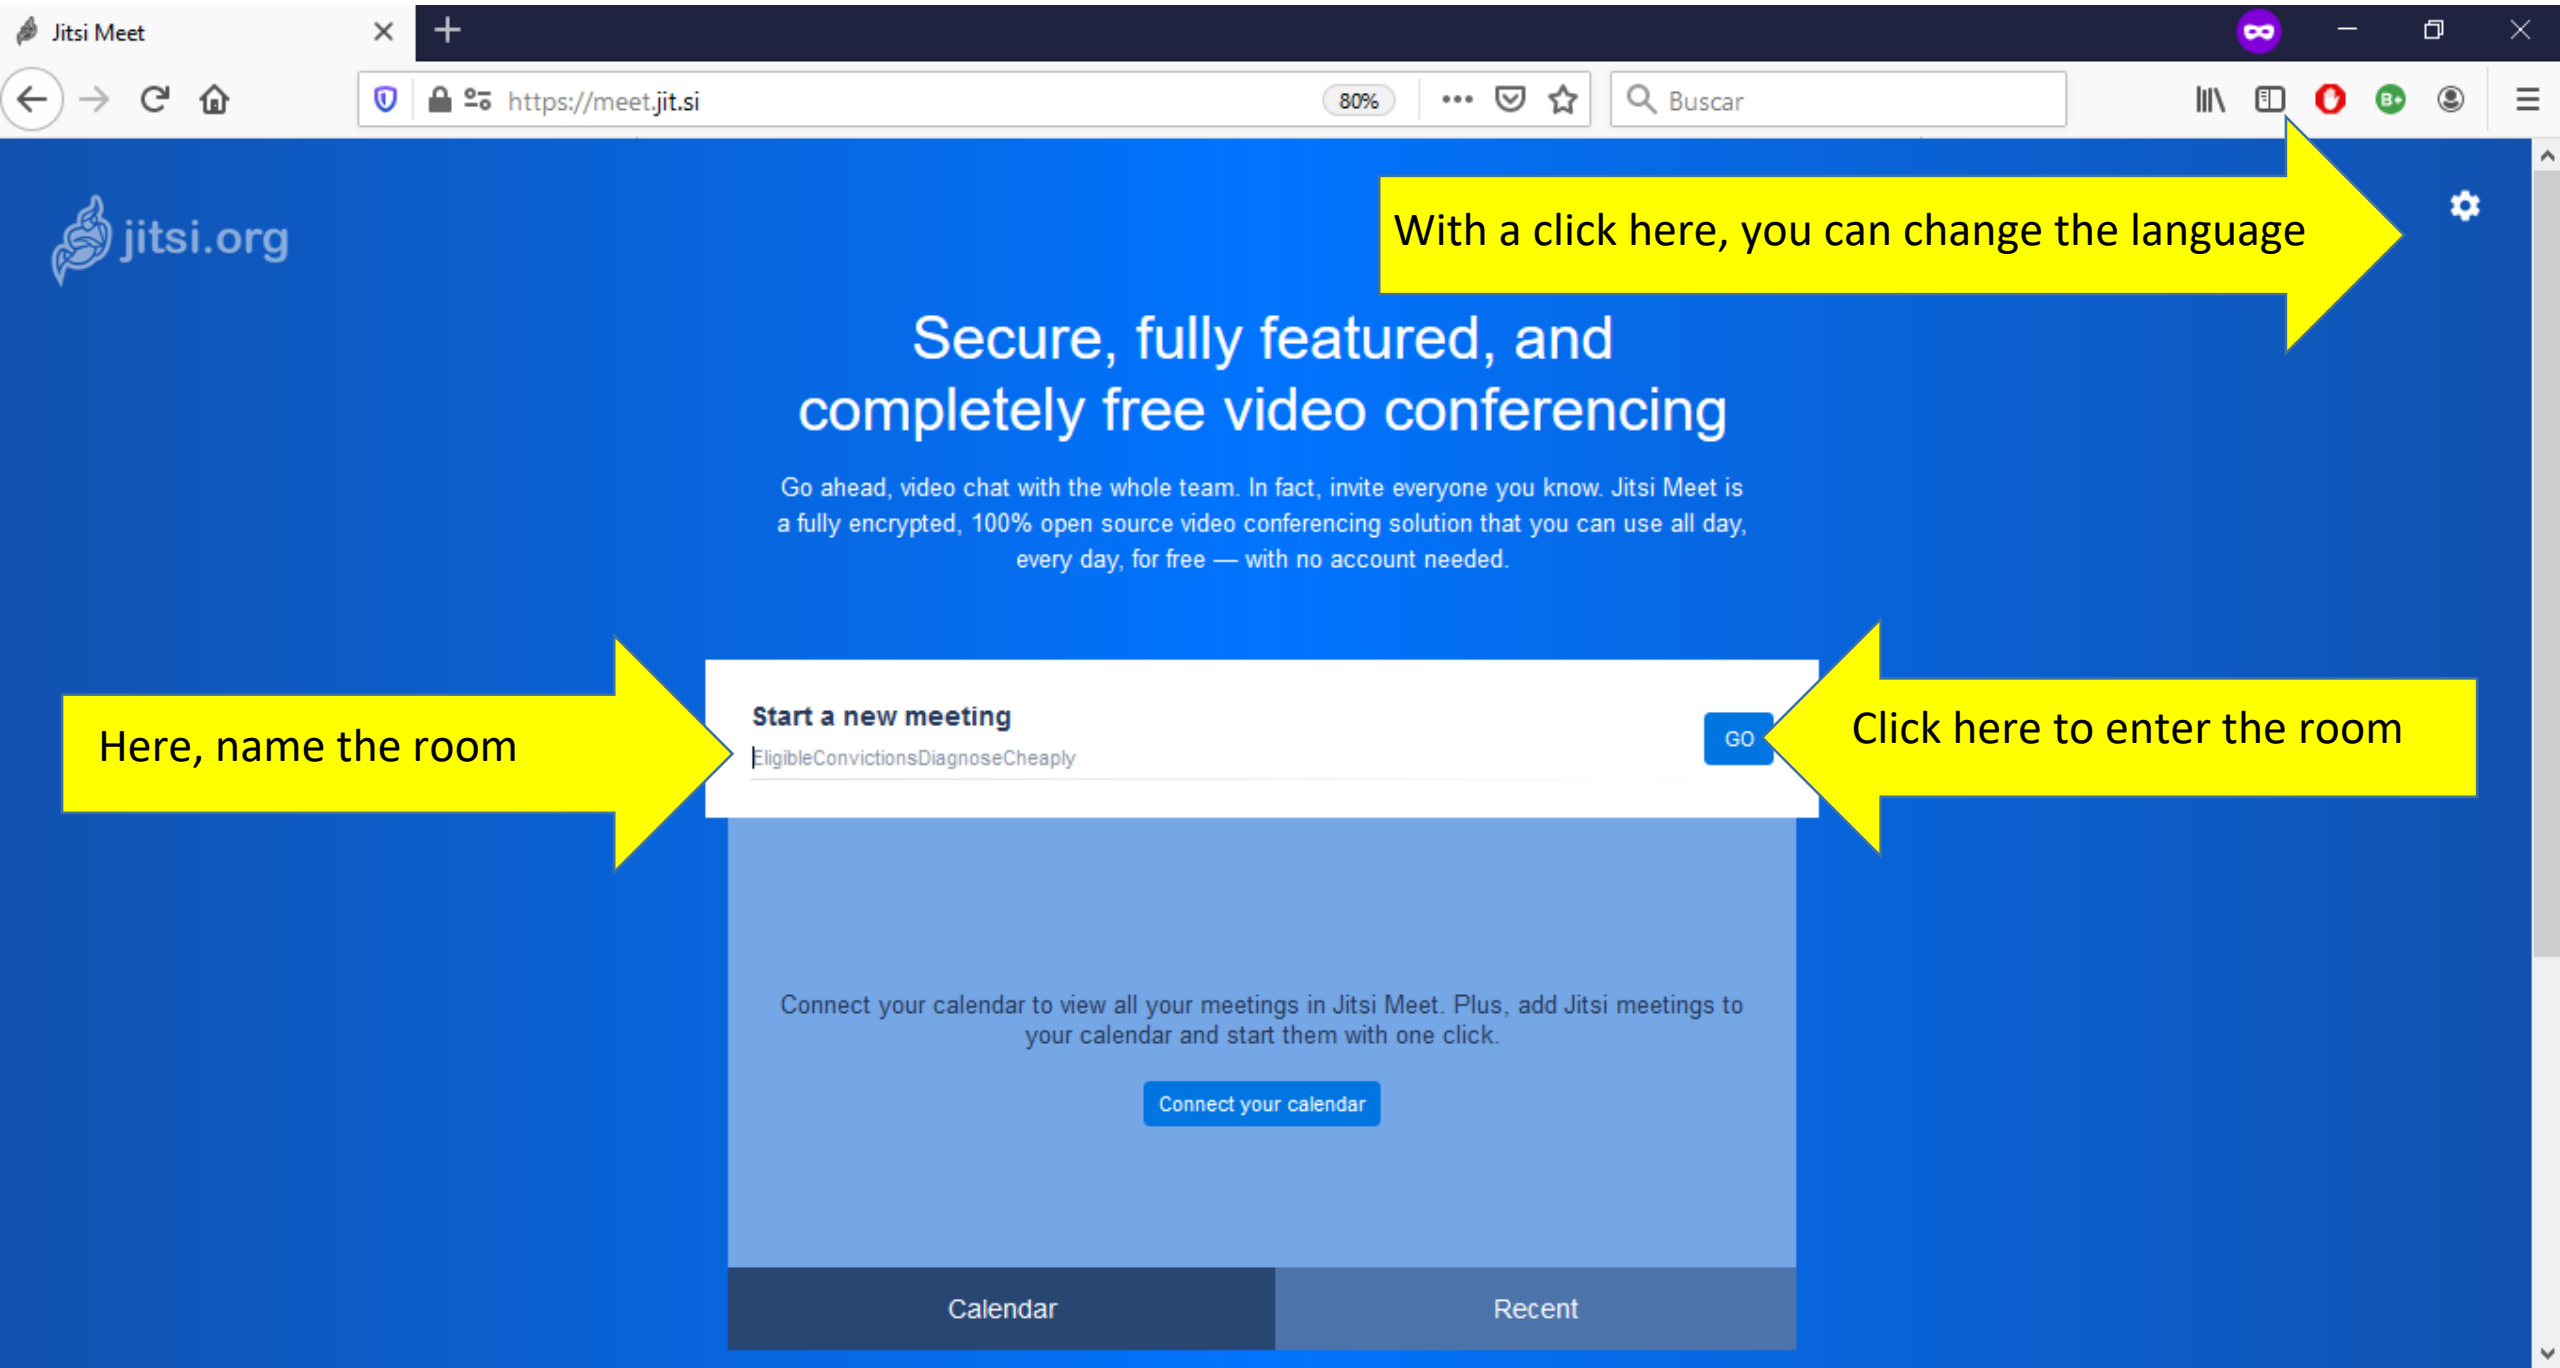 Jitsi Meet
https://meet.jit.si
80%
Buscar
B+
jitsi.org
With a click here, you can change the language
Secure, fully featured, and
completely free video conferencing
Go ahead, video chat with the whole team. In fact, invite everyone you know. Jitsi Meet is
a fully encrypted, 100% open source video conferencing solution that you can use all day,
every day, for free — with no account needed.
Here, name the room
Start a new meeting
EligibleConvictionsDiagnoseCheaply
GO
Click here to enter the room
Connect your calendar to view all your meetings in Jitsi Meet. Plus, add Jitsi meetings to
your calendar and start them with one click.
Connect your calendar
Calendar
Recent